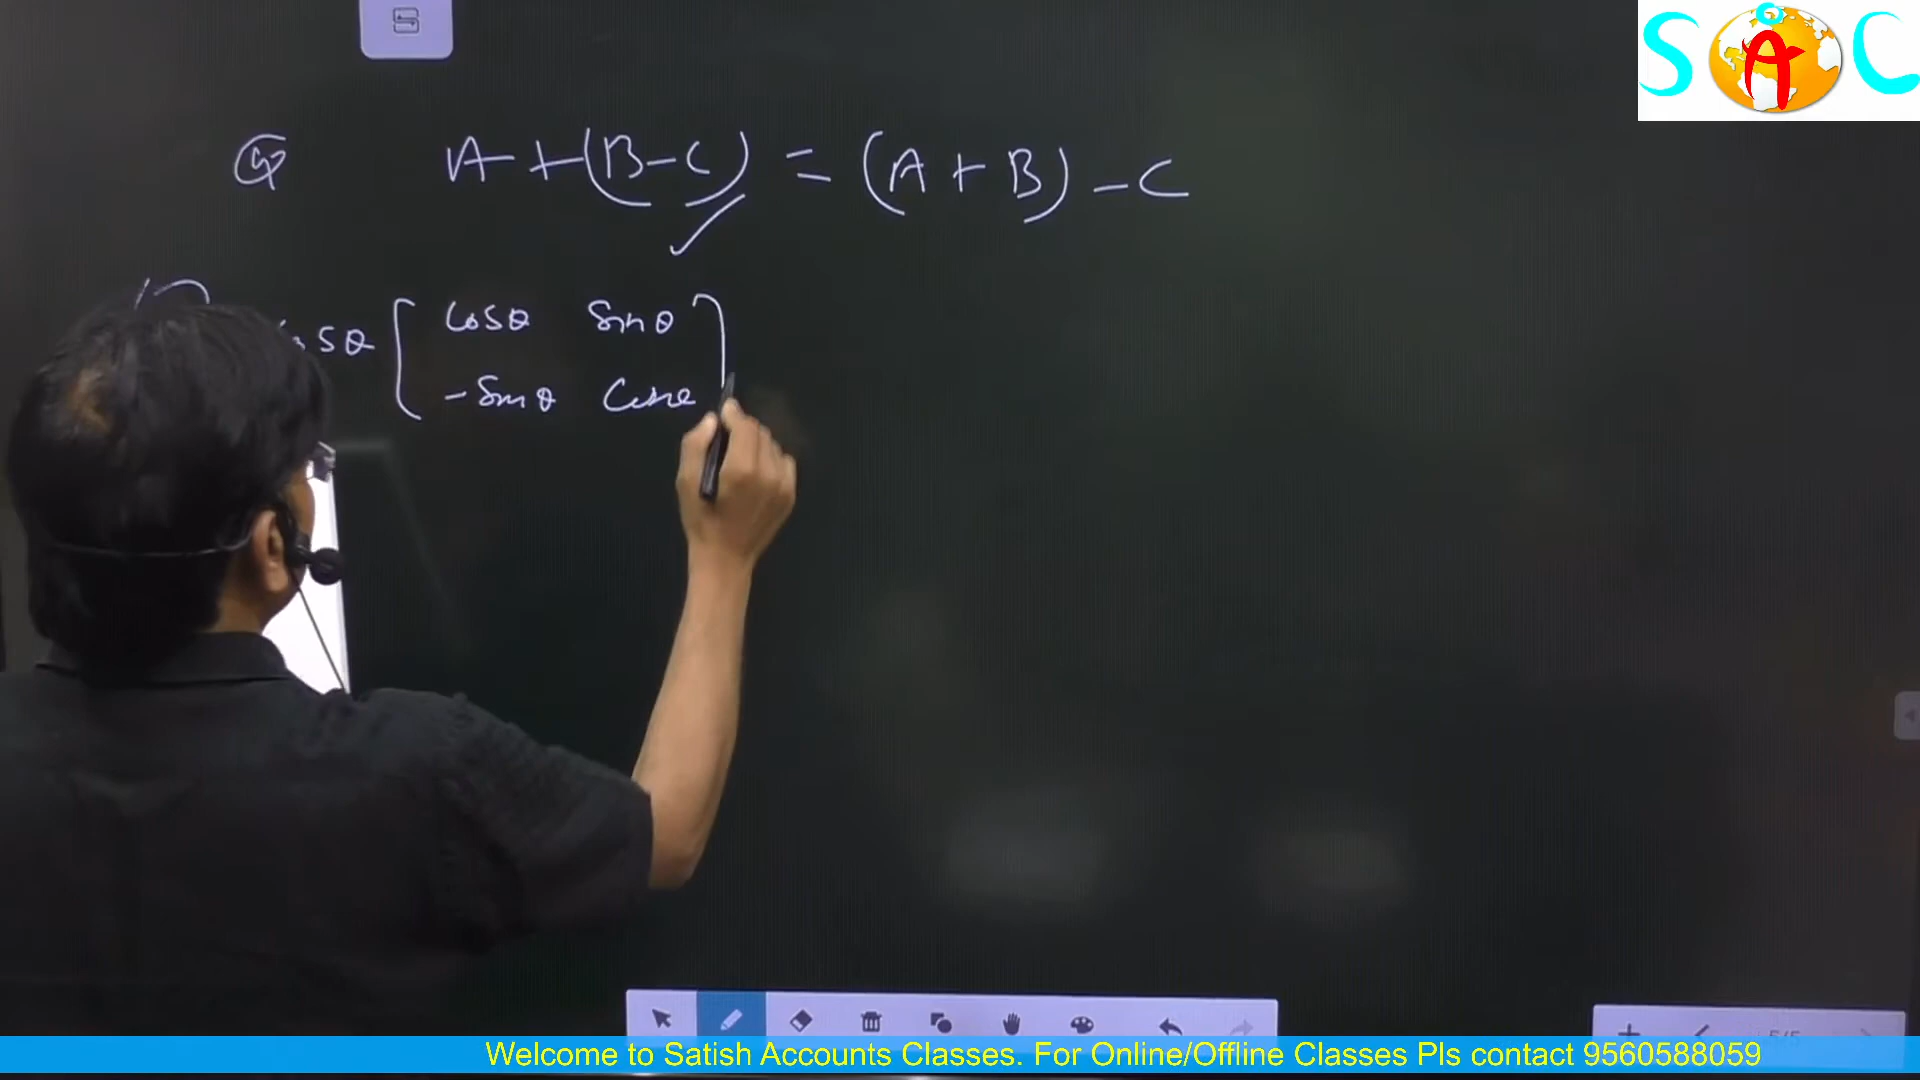 SAC
Q A + (B - C) = (A + B) - C
cosθ [ cosθ sinθ
-sinθ cosθ ]
Welcome to Satish Accounts Classes. For Online/Offline Classes Pls contact 9560588059